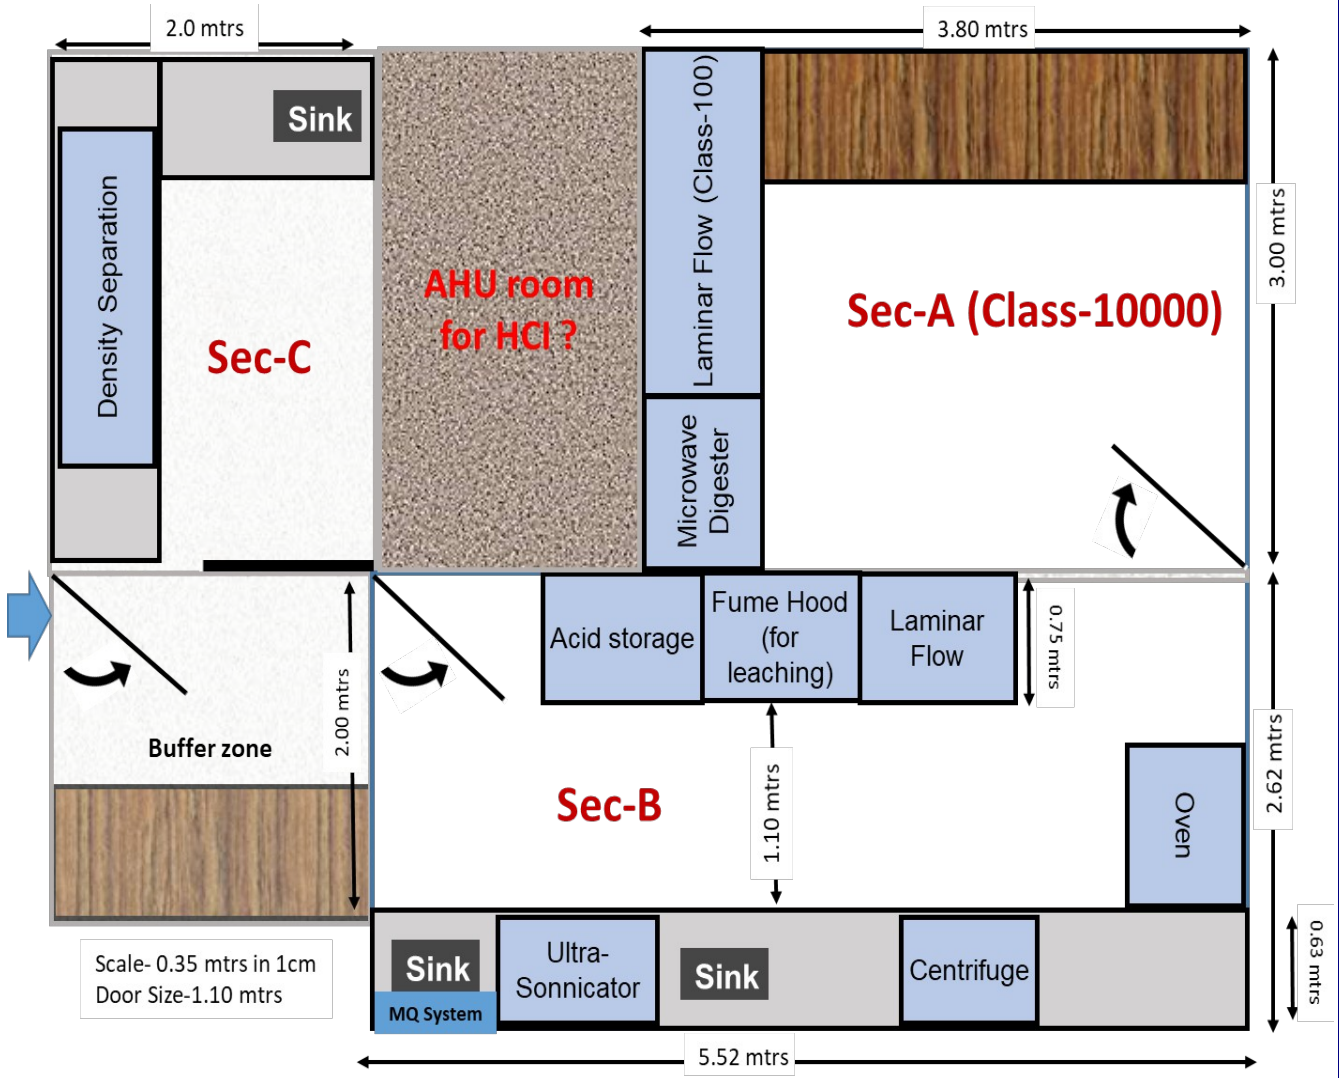 2.0 mtrs
3.80 mtrs
Sink
Density Separation
Sec-C
AHU room
for HCl ?
Laminar Flow (Class-100)
Microwave
Digester
Sec-A (Class-10000)
3.00 mtrs
Buffer zone
2.00 mtrs
Acid storage
Fume Hood
(for
leaching)
Laminar
Flow
0.75 mtrs
1.10 mtrs
Sec-B
Oven
2.62 mtrs
Sink
MQ System
Ultra-
Sonnicator
Sink
Centrifuge
0.63 mtrs
Scale- 0.35 mtrs in 1cm
Door Size-1.10 mtrs
5.52 mtrs